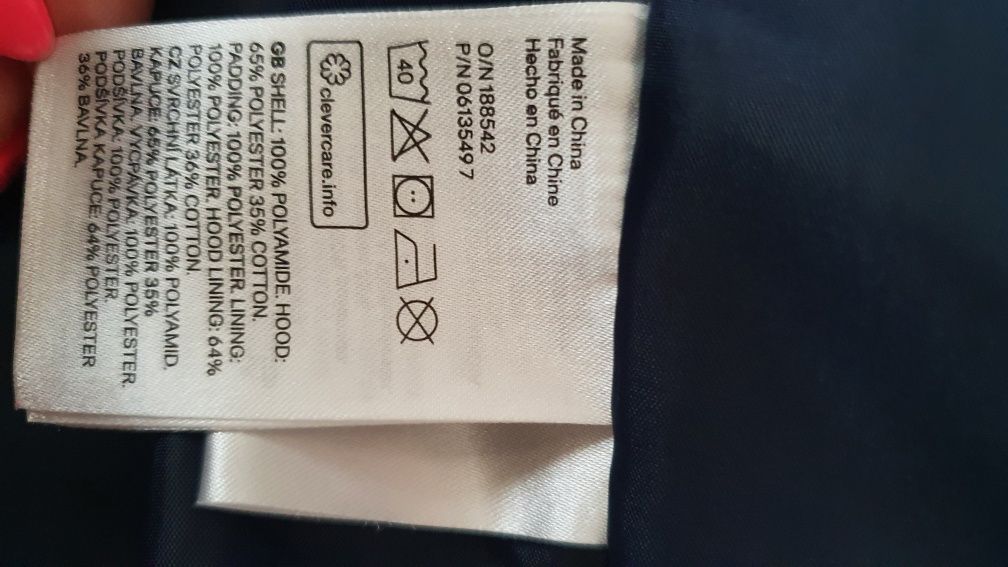 Made in China
Fabriqué en Chine
Hecho en China
O/N 188542
P/N 06135497
40
clevercare.info
GB SHELL: 100% POLYAMIDE. HOOD:
65% POLYESTER 35% COTTON.
PADDING: 100% POLYESTER. LINING:
100% POLYESTER. HOOD LINING: 64%
POLYESTER 36% COTTON.
CZ SVRCHNÍ LÁTKA: 100% POLYAMID.
KAPUCE: 65% POLYESTER 35%
BAVLNA. VÝCPÁVKA: 100% POLYESTER.
PODŠÍVKA: 100% POLYESTER.
PODŠÍVKA KAPUCE: 64% POLYESTER
36% BAVLNA.